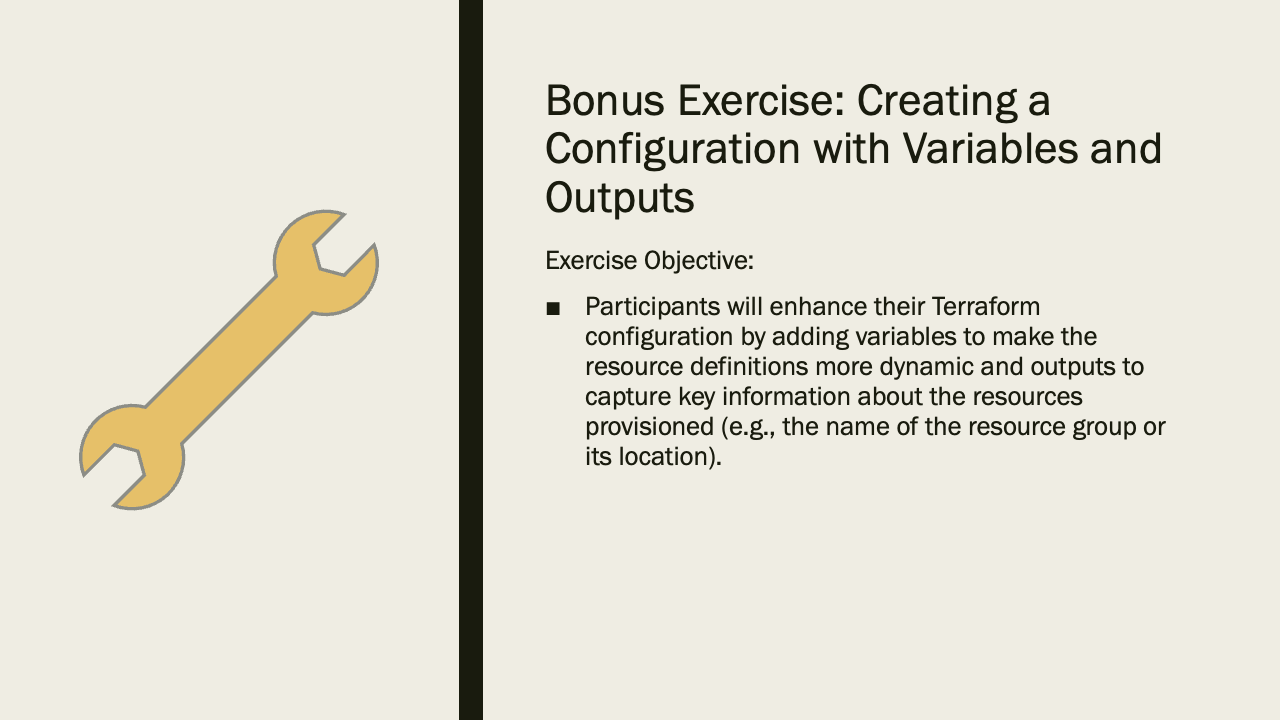 Bonus Exercise: Creating a
Configuration with Variables and
Outputs
Exercise Objective:
■ Participants will enhance their Terraform
configuration by adding variables to make the
resource definitions more dynamic and outputs to
capture key information about the resources
provisioned (e.g., the name of the resource group or
its location).